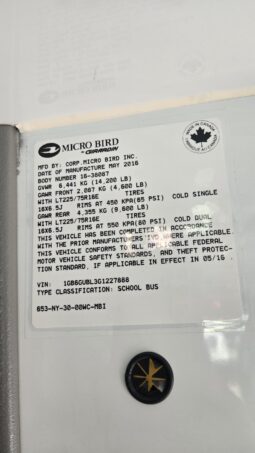 MICRO BIRD
by GIRARDIN
MADE IN CANADA
FABRIQUÉ AU CANADA
MFD BY: CORP.MICRO BIRD INC.
DATE OF MANUFACTURE MAY 2016
BODY NUMBER 16-38087
GVWR 6,441 KG (14,200 LB)
GAWR FRONT 2,087 KG (4,600 LB)
WITH LT225/75R16E TIRES
16X6.5J RIMS AT 450 KPA(65 PSI) COLD SINGLE
GAWR REAR 4,355 KG (9,600 LB)
WITH LT225/75R16E TIRES
16X6.5J RIMS AT 550 KPA(80 PSI) COLD DUAL
THIS VEHICLE HAS BEEN COMPLETED IN ACCORDANCE
WITH THE PRIOR MANUFACTURERS IVD WHERE APPLICABLE.
THIS VEHICLE CONFORMS TO ALL APPLICABLE FEDERAL
MOTOR VEHICLE SAFETY STANDARDS, AND THEFT PROTECTION
STANDARD, IF APPLICABLE IN EFFECT IN 05/16 .
VIN: 1GB6GUBL3G1227688
TYPE CLASSIFICATION: SCHOOL BUS
653-NY-30-00WC-MBI